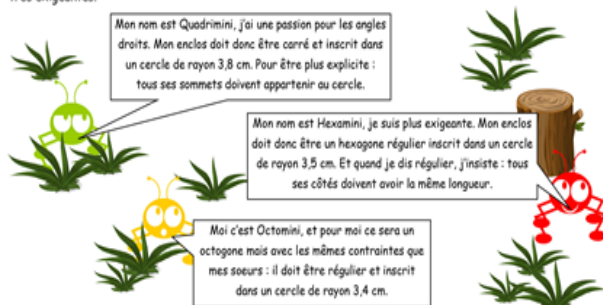 Mon nom est Quadrimini, j'ai une passion pour les angles
droits. Mon enclos doit donc être carré et inscrit dans
un cercle de rayon 3,8 cm. Pour être plus explicite :
tous ses sommets doivent appartenir au cercle.
Mon nom est Hexamini, je suis plus exigeante. Mon enclos
doit donc être un hexagone régulier inscrit dans un cercle
de rayon 3,5 cm. Et quand je dis régulier, j'insiste : tous
ses côtés doivent avoir la même longueur.
Moi c'est Octomini, et pour moi ce sera un
octogone mais avec les mêmes contraintes que
mes soeurs : il doit être régulier et inscrit
dans un cercle de rayon 3,4 cm.